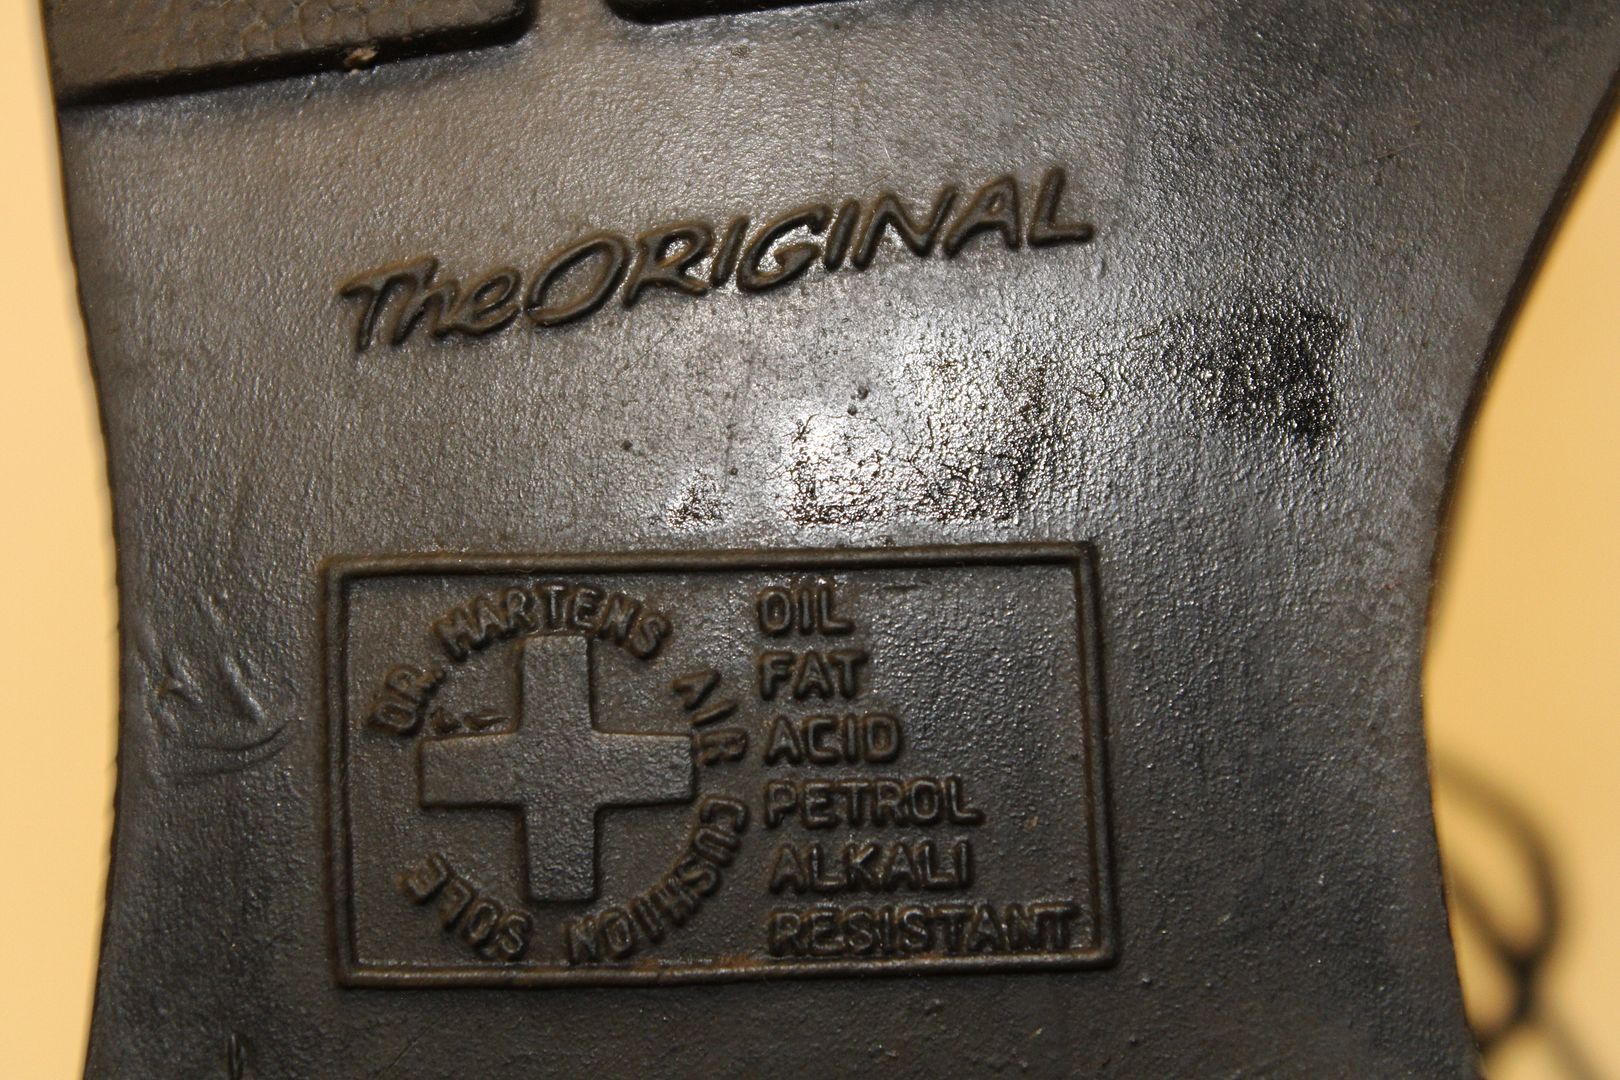 The ORIGINAL
DR. MARTENS AIR CUSHION SOLE
OIL
FAT
ACID
PETROL
ALKALI
RESISTANT